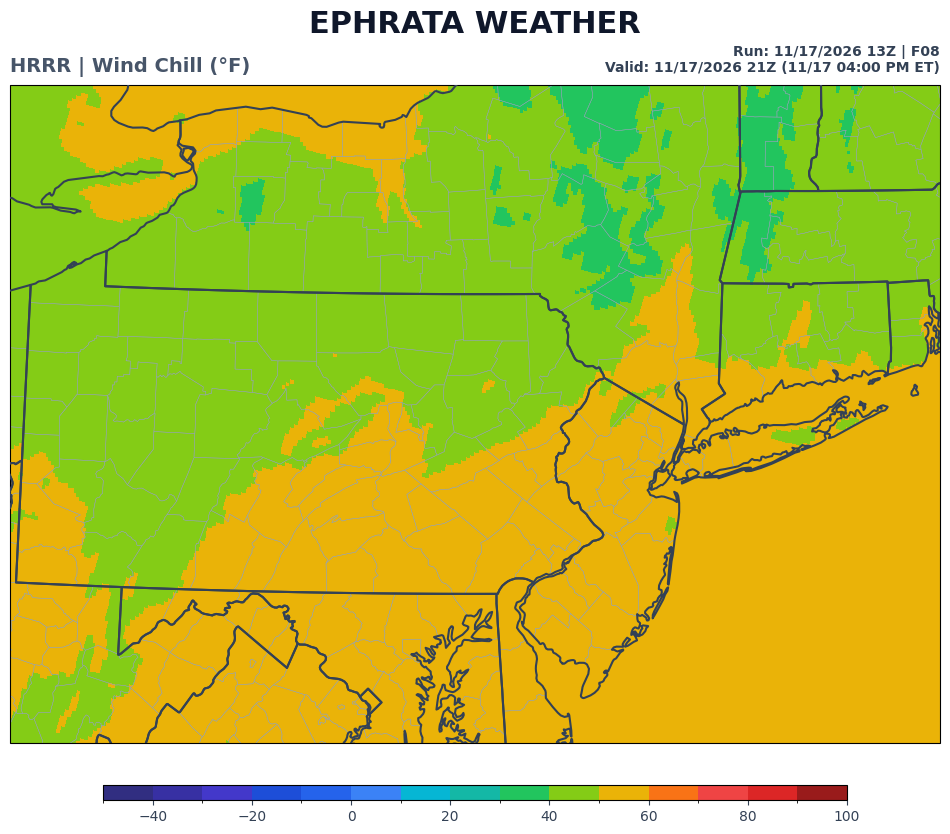 EPHRATA WEATHER
HRRR | Wind Chill (°F)
Run: 11/17/2026 13Z | F08
Valid: 11/17/2026 21Z (11/17 04:00 PM ET)
−40 −20 0 20 40 60 80 100